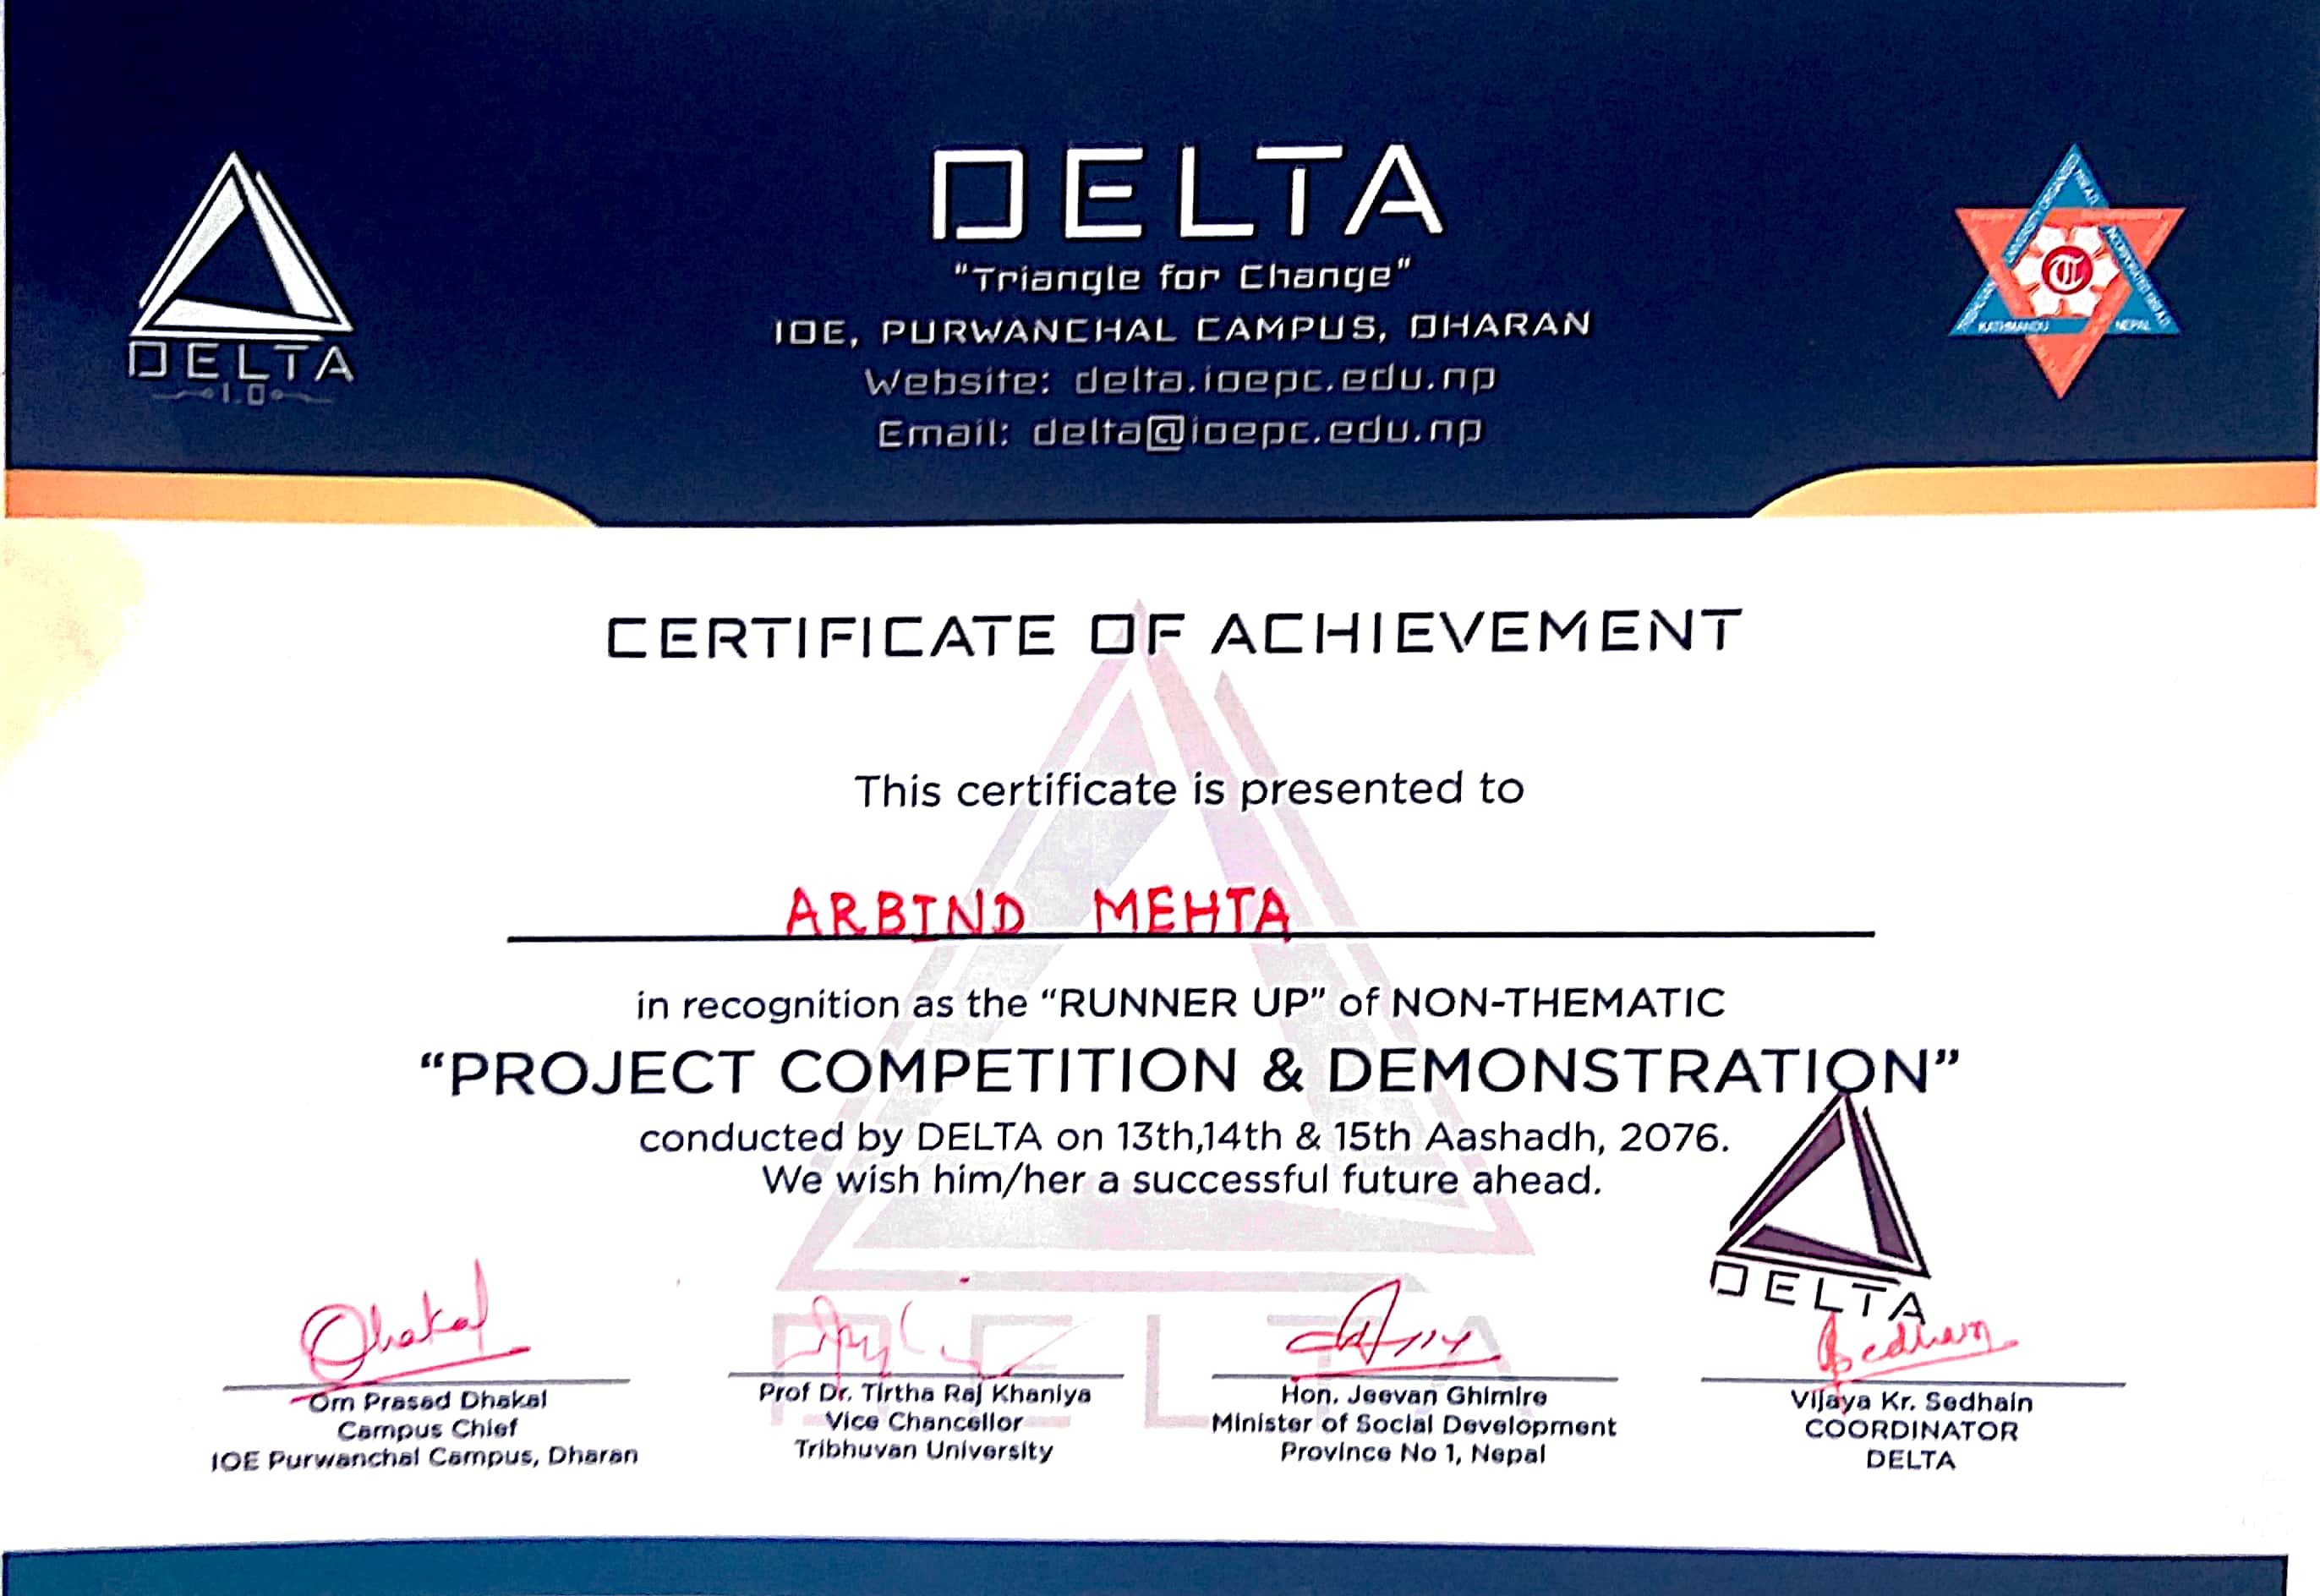 DELTA
"Triangle for Change"
IOE, PURWANCHAL CAMPUS, DHARAN
Website: delta.ioepc.edu.np
Email: delta@ioepc.edu.np
DELTA
1.0
TRIBHUVAN UNIVERSITY ORGANISED
INCORPORATED
KATHMANDU NEPAL
CERTIFICATE OF ACHIEVEMENT
This certificate is presented to
ARBIND MEHTA
in recognition as the “RUNNER UP” of NON-THEMATIC
“PROJECT COMPETITION & DEMONSTRATION”
conducted by DELTA on 13th,14th & 15th Aashadh, 2076.
We wish him/her a successful future ahead.
DELTA
DELTA
Dhakal
Sedhain
Om Prasad Dhakal
Campus Chief
IOE Purwanchal Campus, Dharan
Prof Dr. Tirtha Raj Khaniya
Vice Chancellor
Tribhuvan University
Hon. Jeevan Ghimire
Minister of Social Development
Province No 1, Nepal
Vijaya Kr. Sedhain
COORDINATOR
DELTA